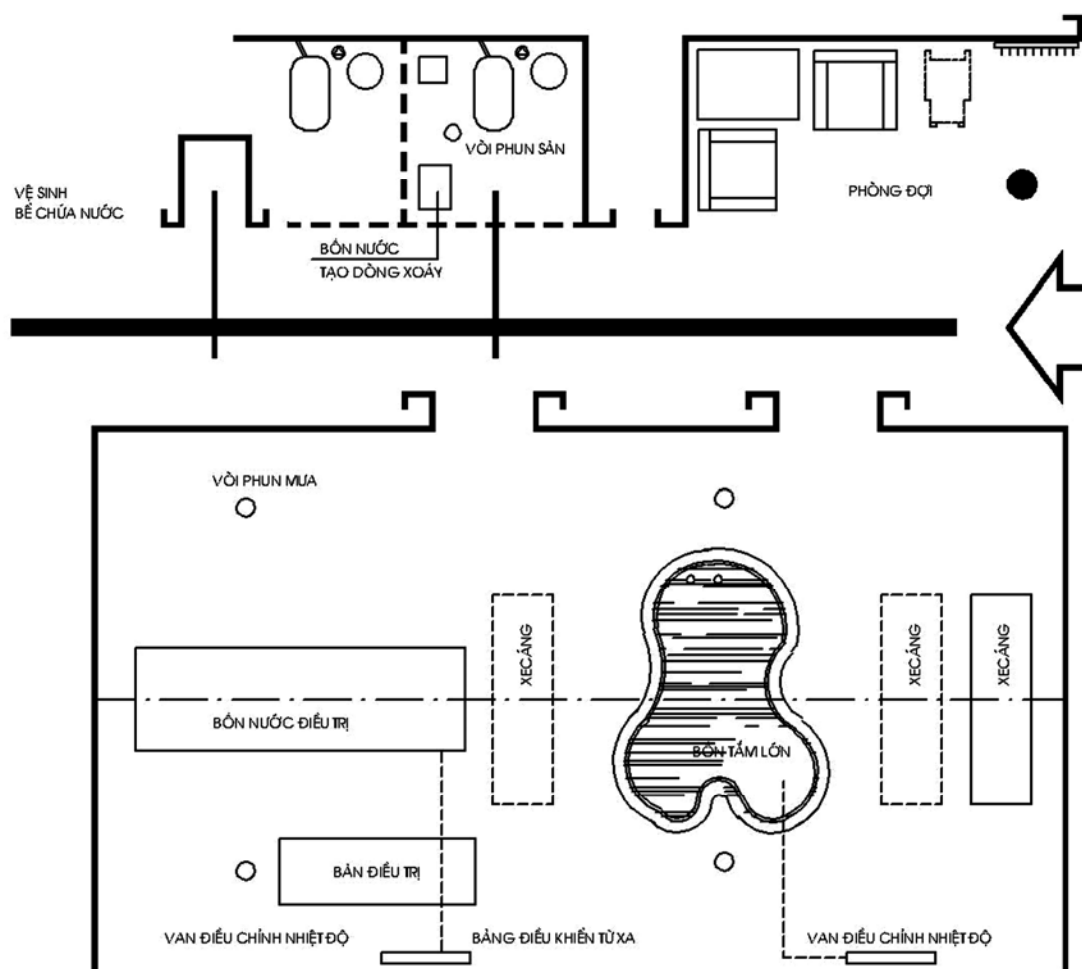 VÒI PHUN SẢN
VỆ SINH
BỂ CHỨA NƯỚC
PHÒNG ĐỢI
BỒN NƯỚC
TẠO DÒNG XOÁY
VÒI PHUN MƯA
XECÁNG
XECÁNG
XECÁNG
BỒN NƯỚC ĐIỀU TRỊ
BỒN TẮM LỚN
BẢN ĐIỀU TRỊ
VAN ĐIỀU CHỈNH NHIỆT ĐỘ
BẢNG ĐIỀU KHIỂN TỪ XA
VAN ĐIỀU CHỈNH NHIỆT ĐỘ